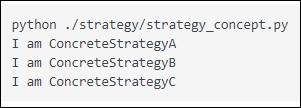 python ./strategy/strategy_concept.py
I am ConcreteStrategyA
I am ConcreteStrategyB
I am ConcreteStrategyC